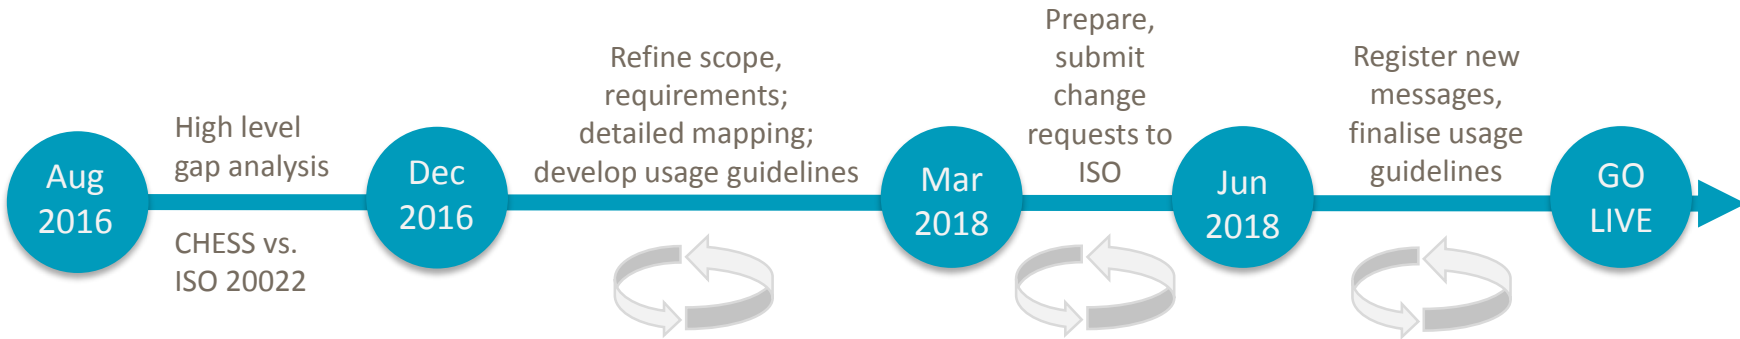 Aug
2016
High level
gap analysis
CHESS vs.
ISO 20022
Dec
2016
Refine scope,
requirements;
detailed mapping;
develop usage guidelines
Mar
2018
Prepare,
submit
change
requests to
ISO
Jun
2018
Register new
messages,
finalise usage
guidelines
GO
LIVE